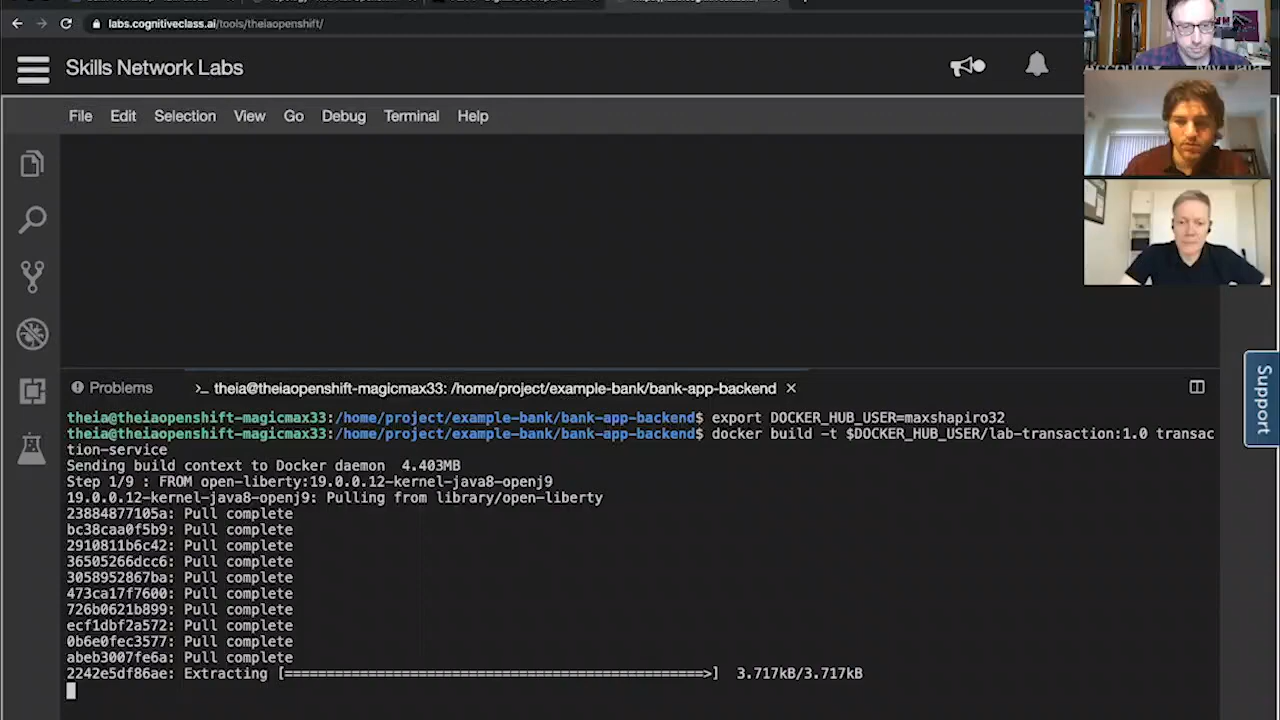 labs.cognitiveclass.ai/tools/theiaopenshift/
Skills Network Labs
File Edit Selection View Go Debug Terminal Help
Problems >_ theia@theiaopenshift-magicmax33: /home/project/example-bank/bank-app-backend ×
theia@theiaopenshift-magicmax33:/home/project/example-bank/bank-app-backend$ export DOCKER_HUB_USER=maxshapiro32
theia@theiaopenshift-magicmax33:/home/project/example-bank/bank-app-backend$ docker build -t $DOCKER_HUB_USER/lab-transaction:1.0 transac
tion-service
Sending build context to Docker daemon 4.403MB
Step 1/9 : FROM open-liberty:19.0.0.12-kernel-java8-openj9
19.0.0.12-kernel-java8-openj9: Pulling from library/open-liberty
23884877105a: Pull complete
bc38caa0f5b9: Pull complete
2910811b6c42: Pull complete
36505266dcc6: Pull complete
3058952867ba: Pull complete
473ca17f7600: Pull complete
726b0621b899: Pull complete
ecf1dbf2a572: Pull complete
0b6e0fec3577: Pull complete
abeb3007fe6a: Pull complete
2242e5df86ae: Extracting [==================================================>] 3.717kB/3.717kB
Support